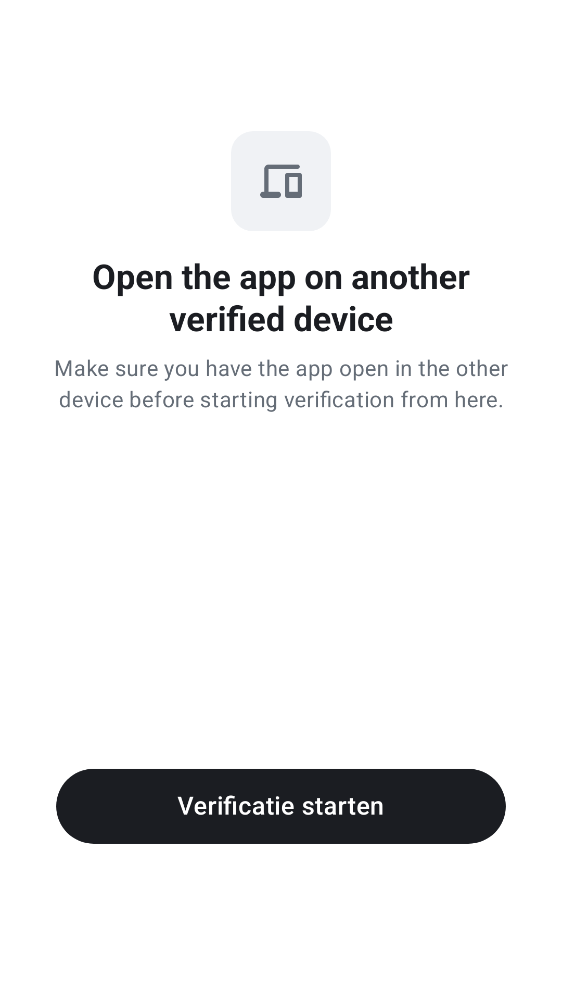 Open the app on another
verified device
Make sure you have the app open in the other
device before starting verification from here.
Verificatie starten